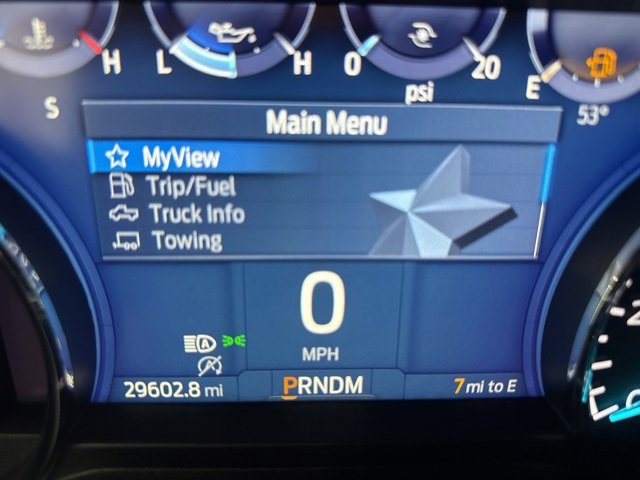 H L H 0 20 E
S psi 53°
Main Menu
MyView
Trip/Fuel
Truck Info
Towing
0
MPH
29602.8 mi PRNDM 7 mi to E